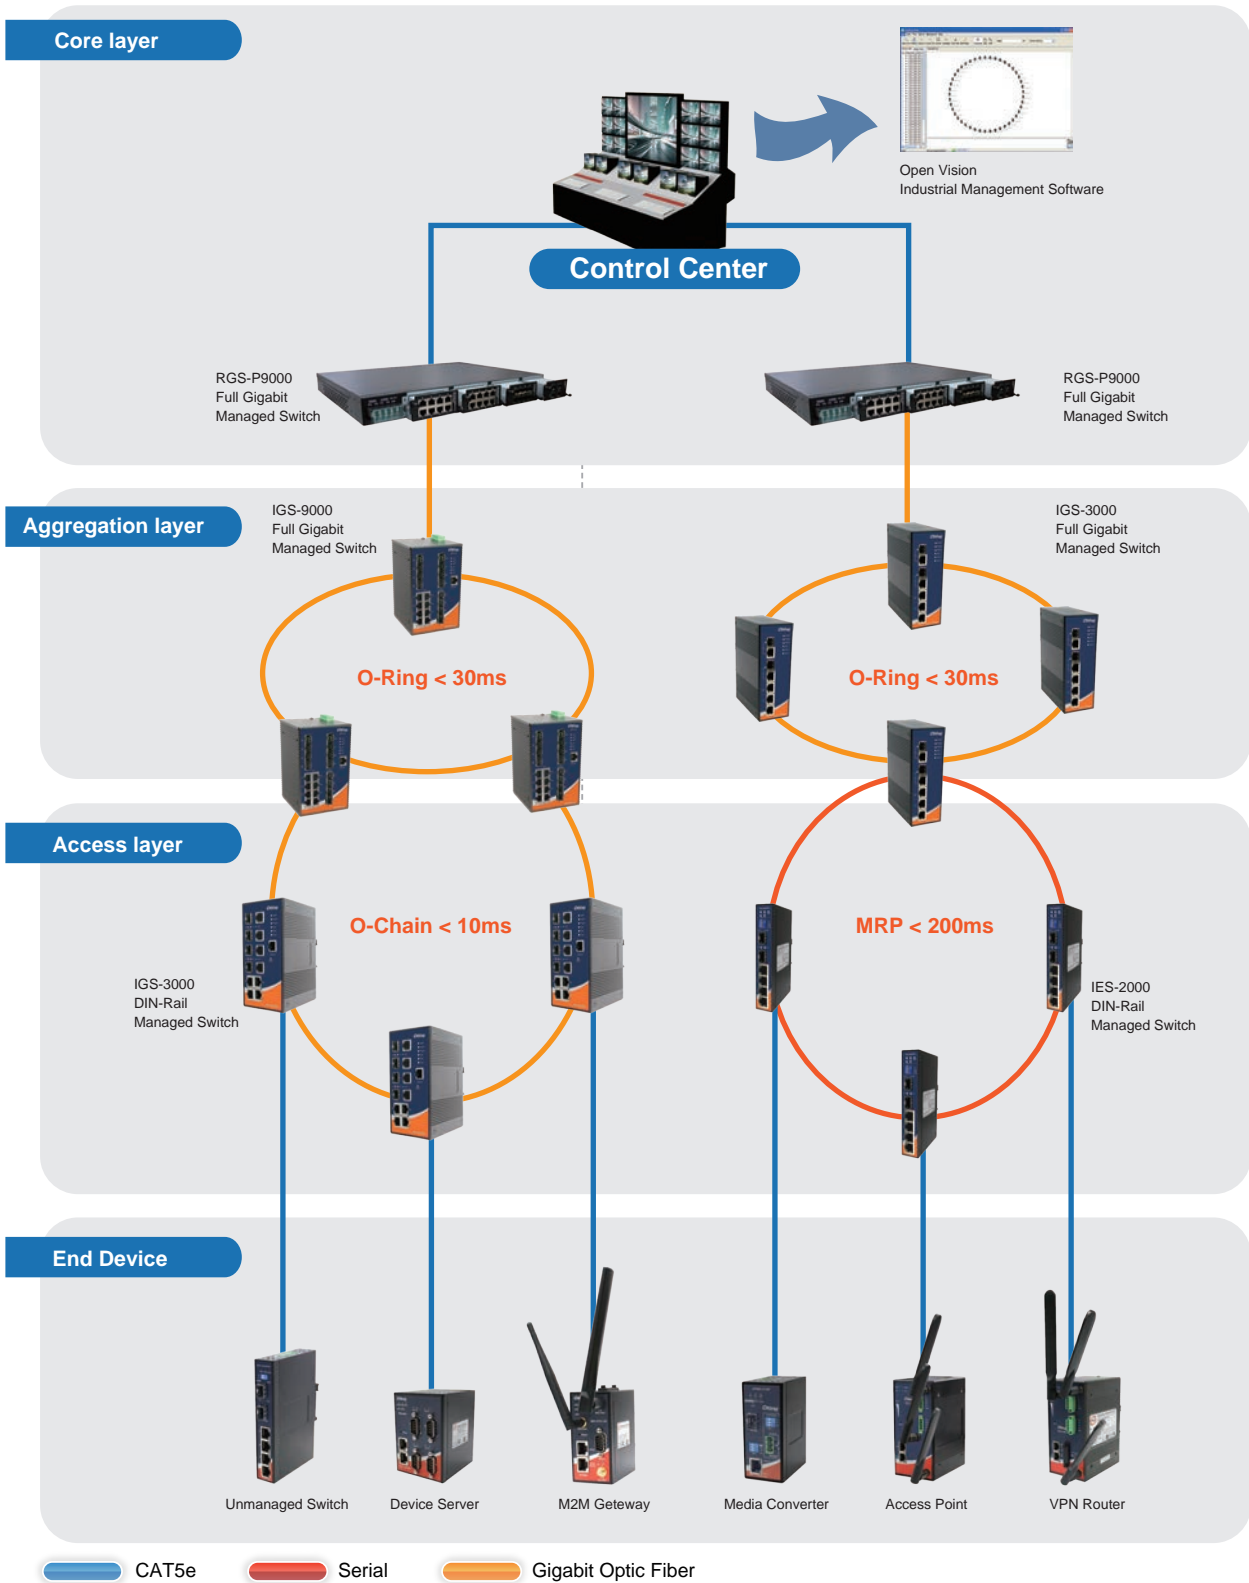 Core layer
Open Vision
Industrial Management Software
Control Center
RGS-P9000
Full Gigabit
Managed Switch
RGS-P9000
Full Gigabit
Managed Switch
Aggregation layer
IGS-9000
Full Gigabit
Managed Switch
IGS-3000
Full Gigabit
Managed Switch
O-Ring < 30ms
O-Ring < 30ms
Access layer
O-Chain < 10ms
MRP < 200ms
IGS-3000
DIN-Rail
Managed Switch
IES-2000
DIN-Rail
Managed Switch
End Device
Unmanaged Switch
Device Server
M2M Geteway
Media Converter
Access Point
VPN Router
CAT5e
Serial
Gigabit Optic Fiber